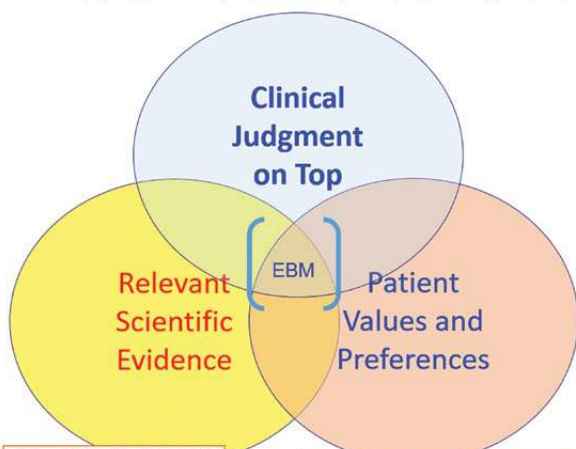 Clinical
Judgment
on Top
EBM
Relevant
Scientific
Evidence
Patient
Values and
Preferences